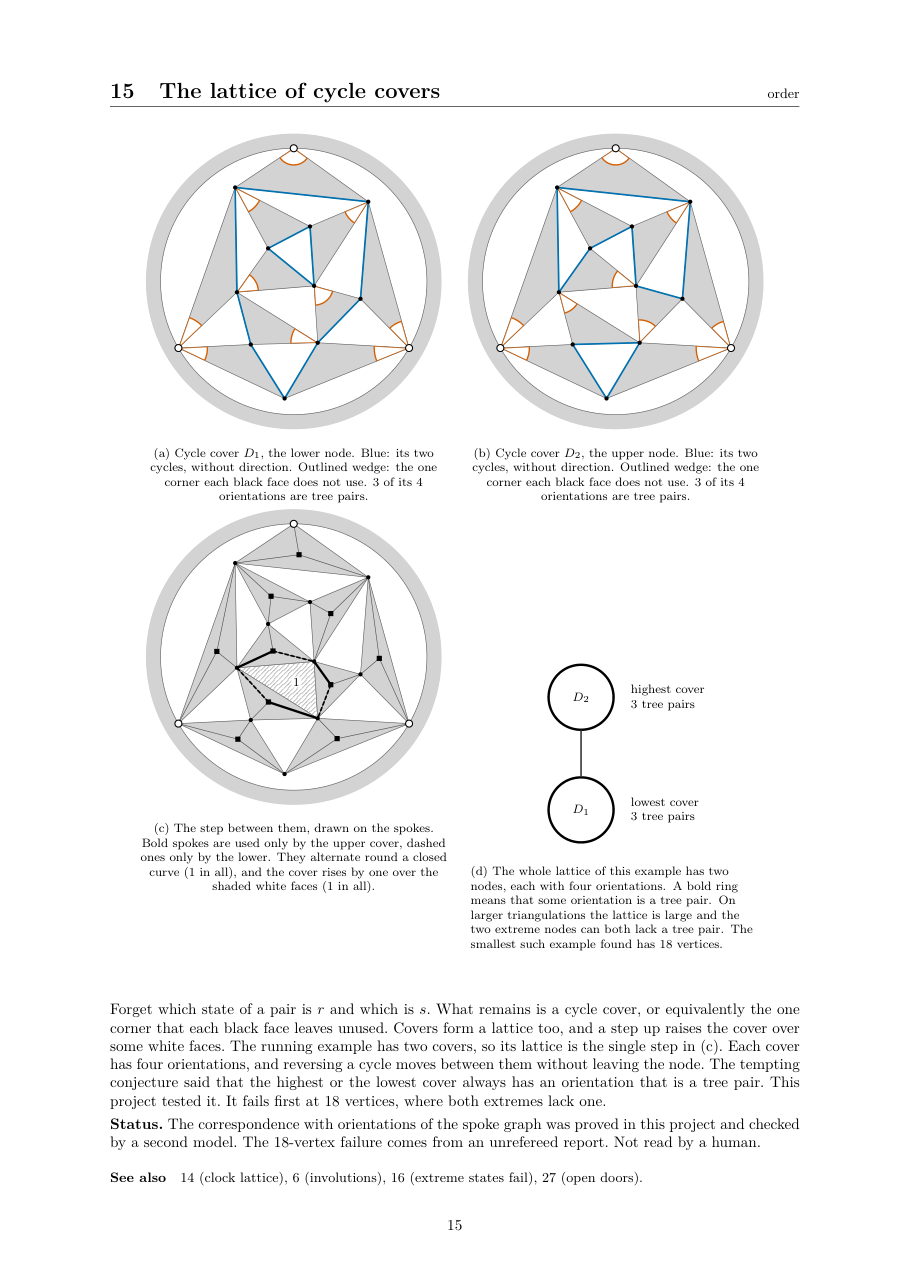 15 The lattice of cycle covers
order
(a) Cycle cover D₁, the lower node. Blue: its two
cycles, without direction. Outlined wedge: the one
corner each black face does not use. 3 of its 4
orientations are tree pairs.
(b) Cycle cover D₂, the upper node. Blue: its two
cycles, without direction. Outlined wedge: the one
corner each black face does not use. 3 of its 4
orientations are tree pairs.
1
(c) The step between them, drawn on the spokes.
Bold spokes are used only by the upper cover, dashed
ones only by the lower. They alternate round a closed
curve (1 in all), and the cover rises by one over the
shaded white faces (1 in all).
D₂
highest cover
3 tree pairs
D₁
lowest cover
3 tree pairs
(d) The whole lattice of this example has two
nodes, each with four orientations. A bold ring
means that some orientation is a tree pair. On
larger triangulations the lattice is large and the
two extreme nodes can both lack a tree pair. The
smallest such example found has 18 vertices.
Forget which state of a pair is r and which is s. What remains is a cycle cover, or equivalently the one
corner that each black face leaves unused. Covers form a lattice too, and a step up raises the cover over
some white faces. The running example has two covers, so its lattice is the single step in (c). Each cover
has four orientations, and reversing a cycle moves between them without leaving the node. The tempting
conjecture said that the highest or the lowest cover always has an orientation that is a tree pair. This
project tested it. It fails first at 18 vertices, where both extremes lack one.
Status. The correspondence with orientations of the spoke graph was proved in this project and checked
by a second model. The 18-vertex failure comes from an unrefereed report. Not read by a human.
See also 14 (clock lattice), 6 (involutions), 16 (extreme states fail), 27 (open doors).
15